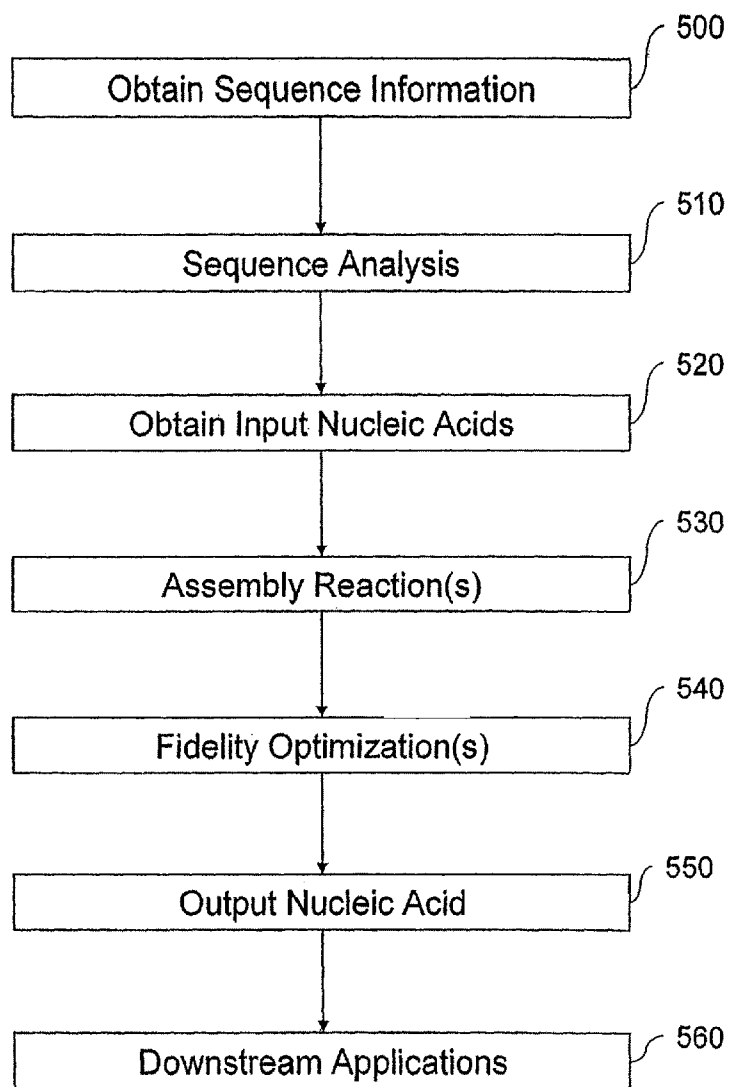 500
Obtain Sequence Information
510
Sequence Analysis
520
Obtain Input Nucleic Acids
530
Assembly Reaction(s)
540
Fidelity Optimization(s)
550
Output Nucleic Acid
560
Downstream Applications